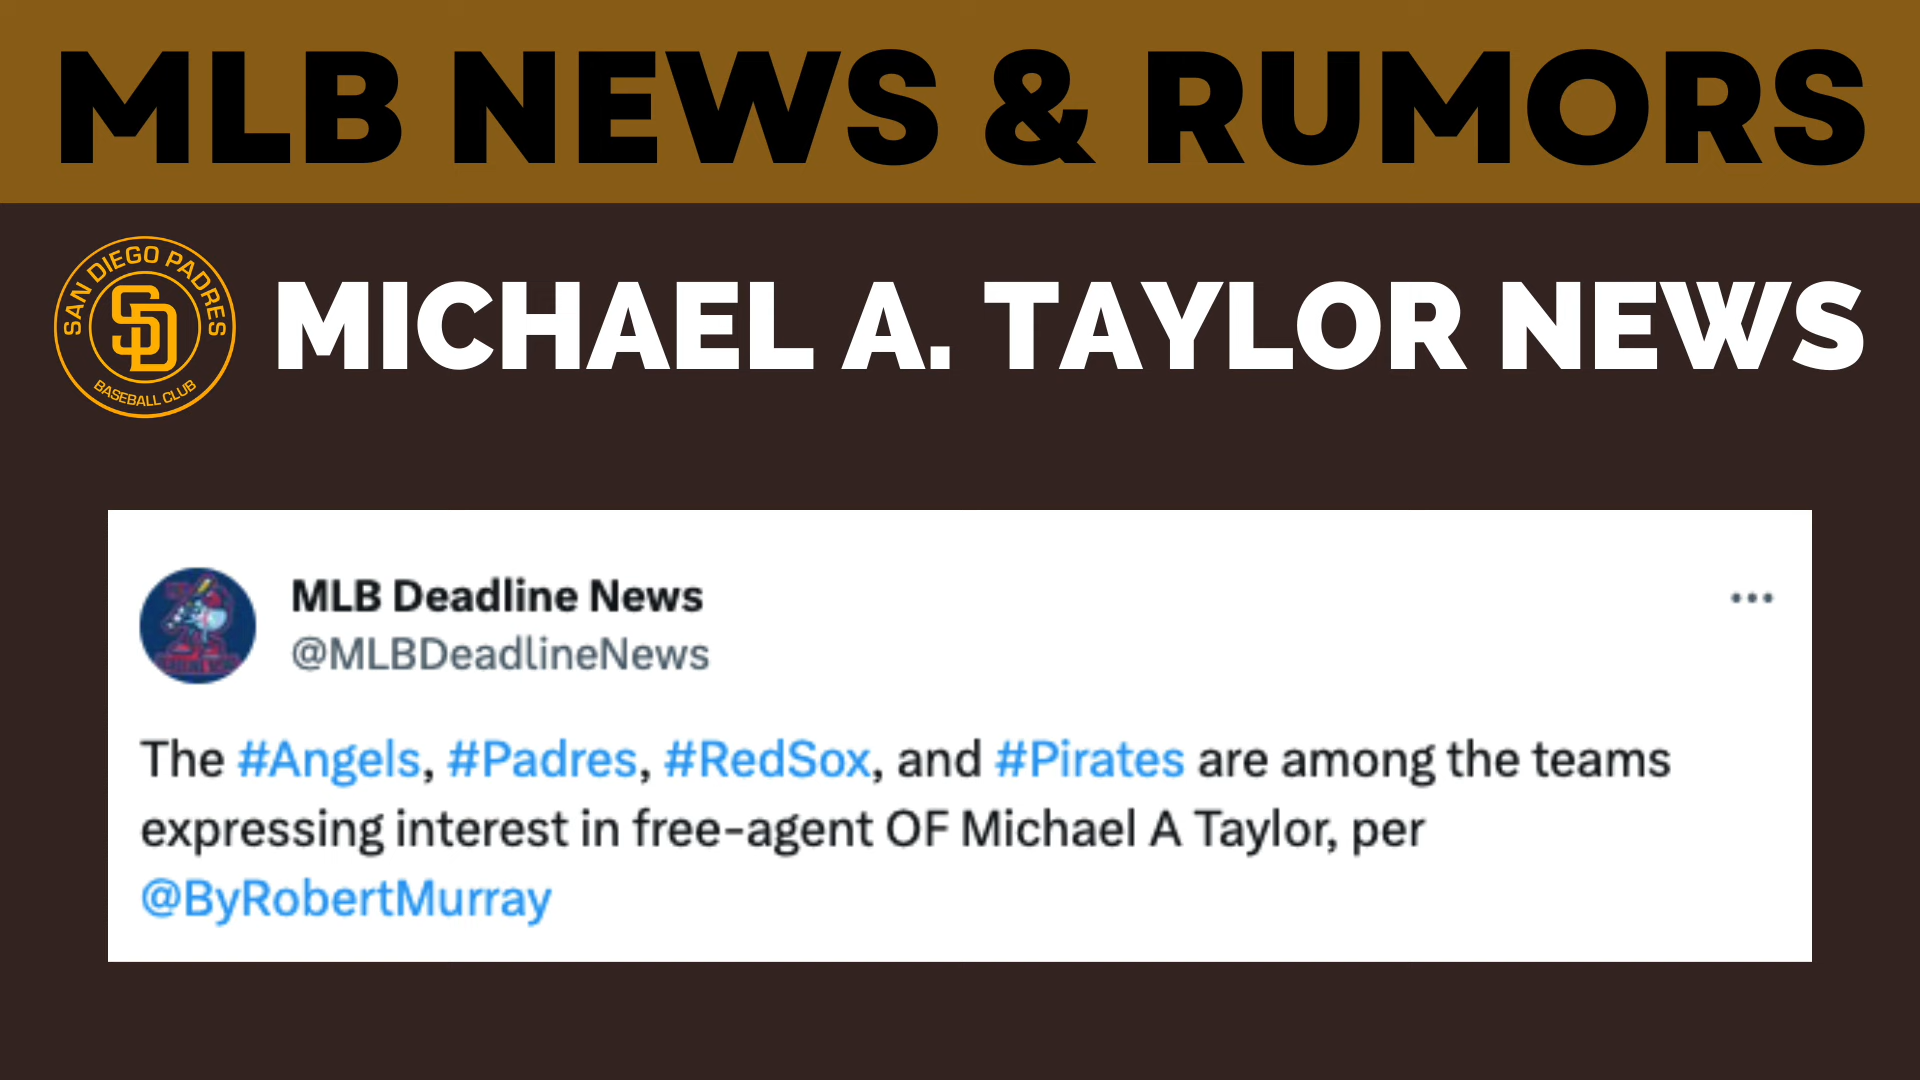 MLB NEWS & RUMORS
SAN DIEGO PADRES
SD
BASEBALL CLUB
MICHAEL A. TAYLOR NEWS
MLB Deadline News
@MLBDeadlineNews
The #Angels, #Padres, #RedSox, and #Pirates are among the teams
expressing interest in free-agent OF Michael A Taylor, per
@ByRobertMurray